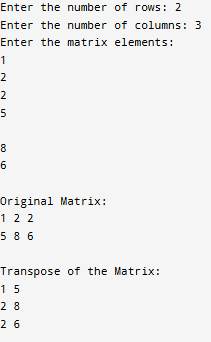 Enter the number of rows: 2
Enter the number of columns: 3
Enter the matrix elements:
1
2
2
5
8
6
Original Matrix:
1 2 2
5 8 6
Transpose of the Matrix:
1 5
2 8
2 6